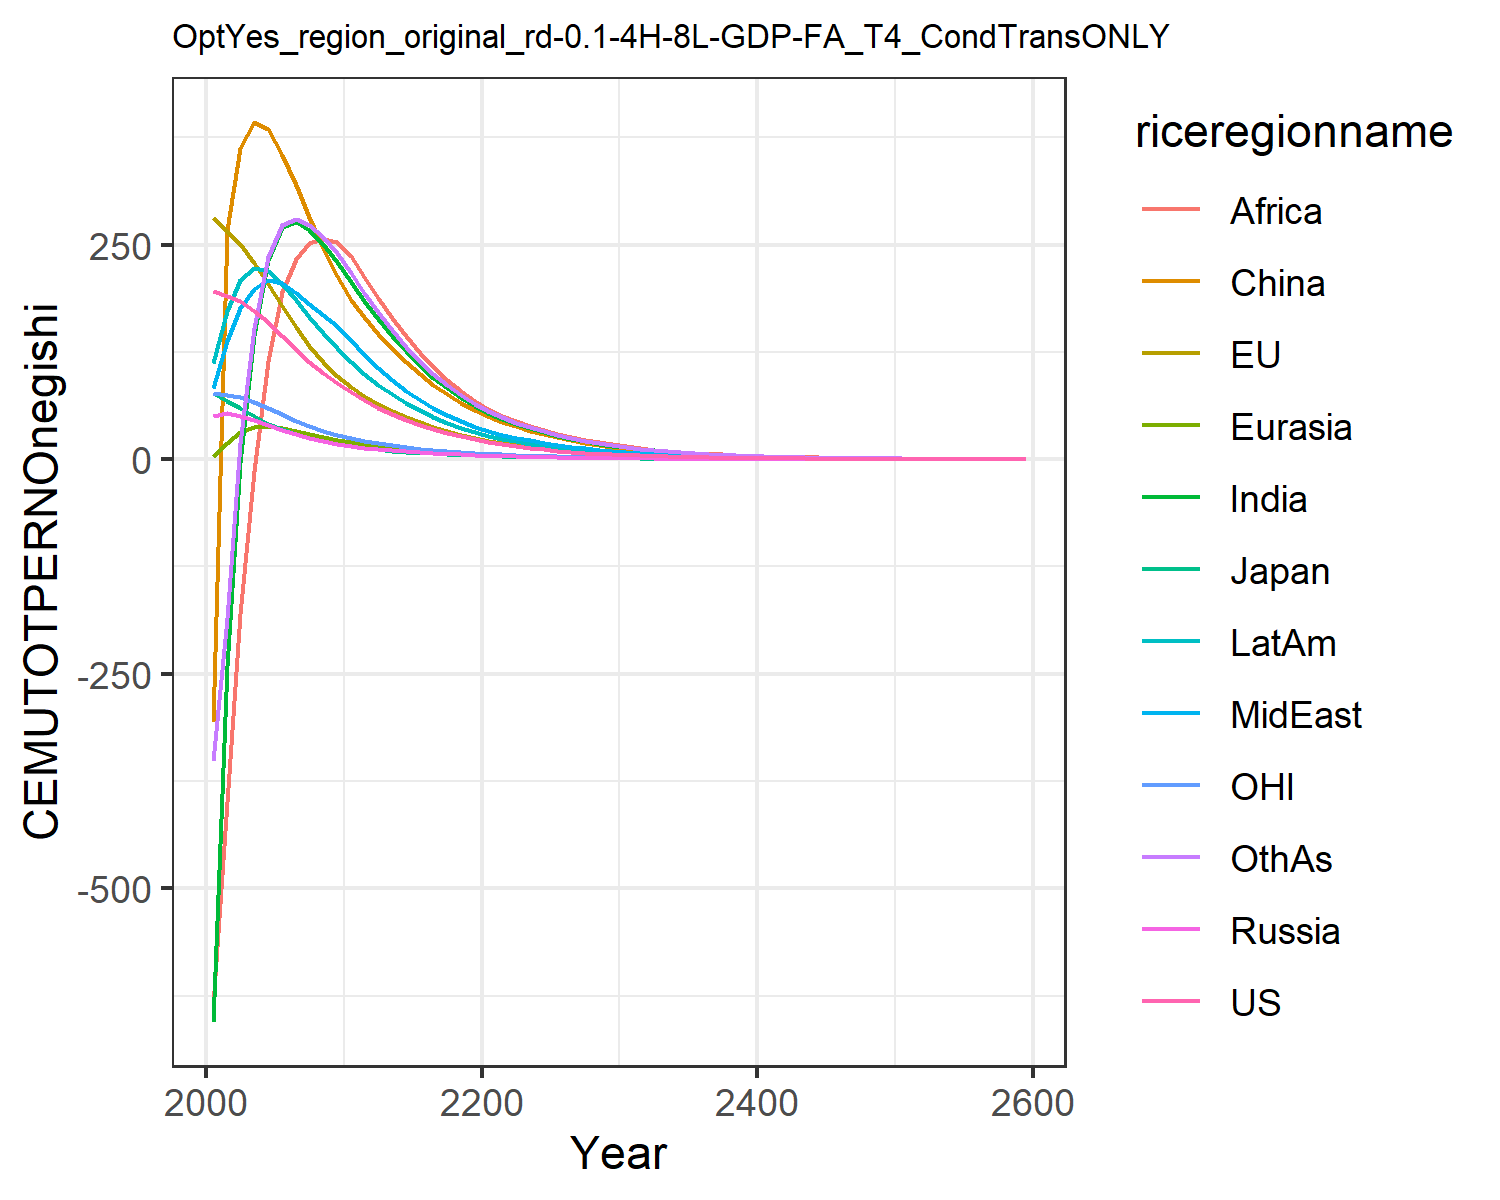 OptYes_region_original_rd-0.1-4H-8L-GDP-FA_T4_CondTransONLY
CEMUTOTPERNOnegishi
250
0
-250
-500
2000
2200
2400
2600
Year
riceregionname
Africa
China
EU
Eurasia
India
Japan
LatAm
MidEast
OHI
OthAs
Russia
US